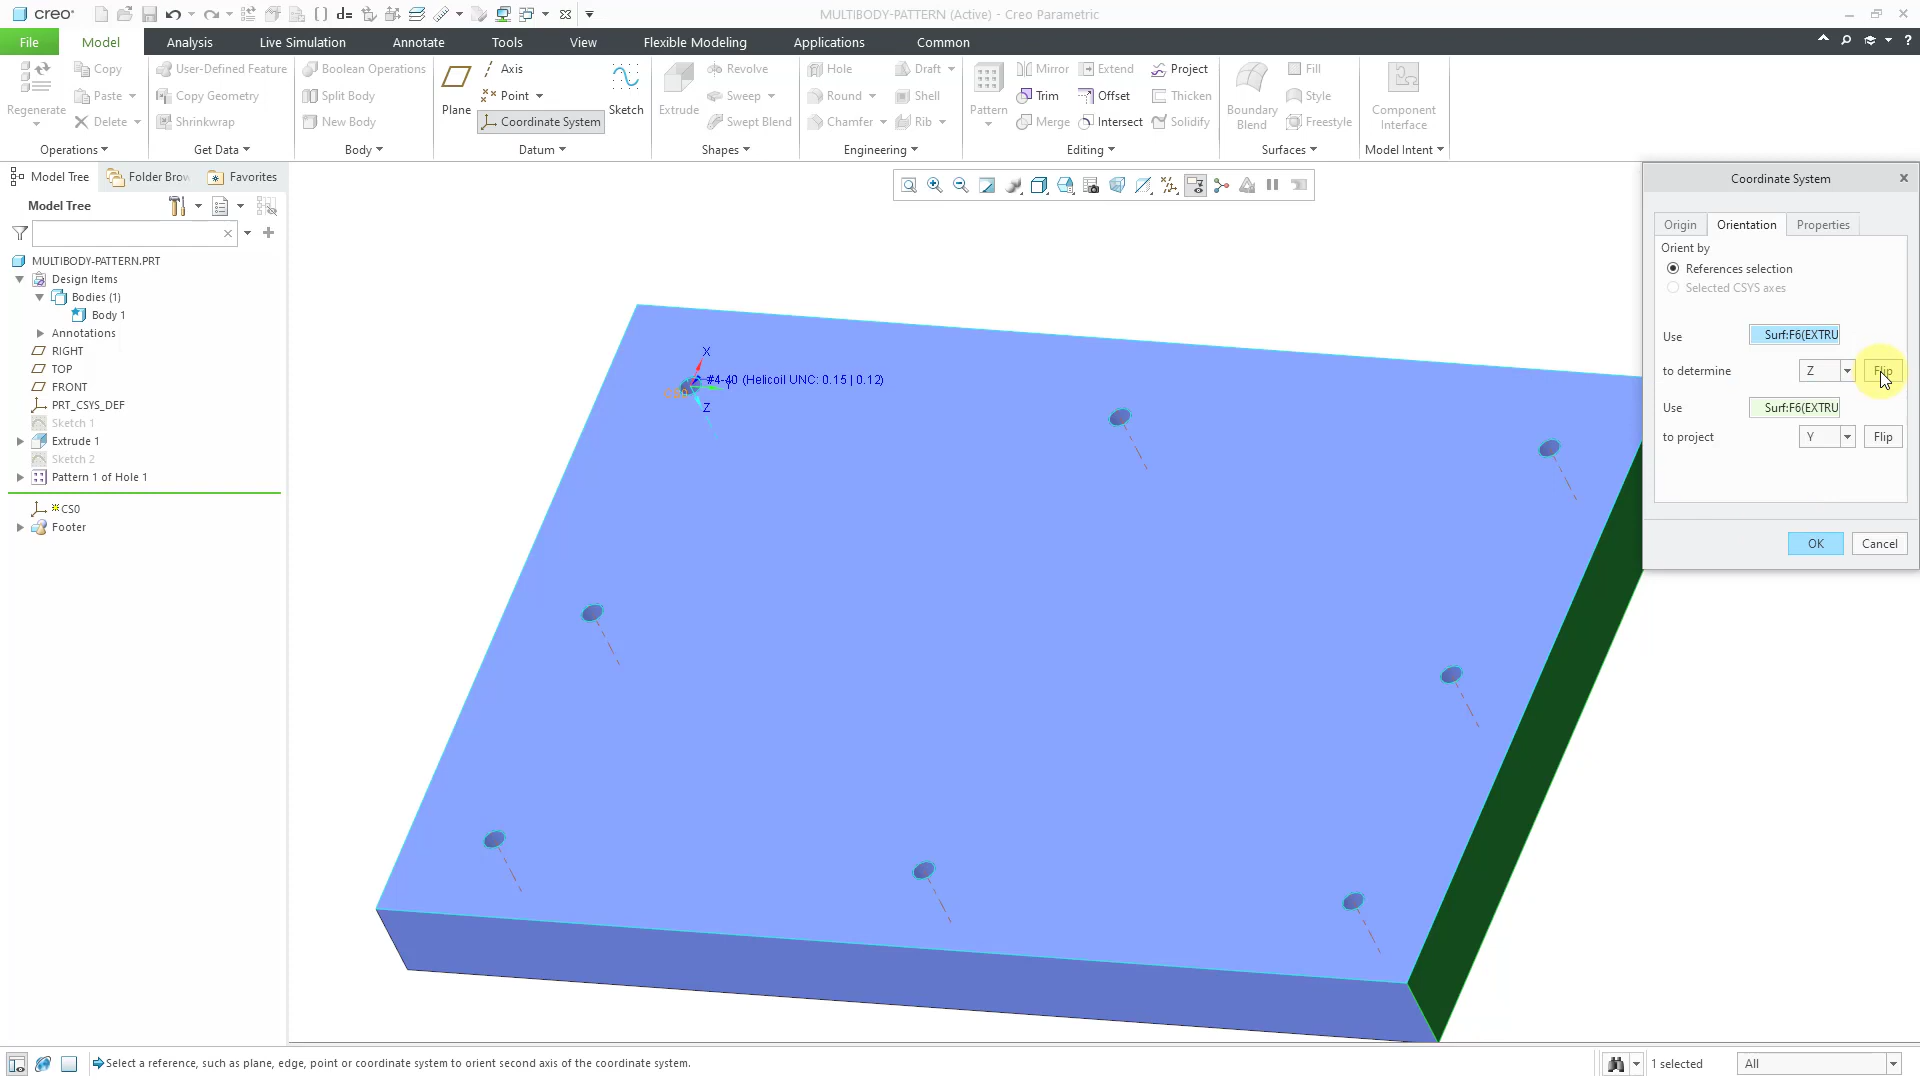 creo
MULTIBODY-PATTERN (Active) - Creo Parametric
File Model Analysis Live Simulation Annotate Tools View Flexible Modeling Applications Common
Regenerate
Copy
Paste
Delete
Operations
User-Defined Feature
Copy Geometry
Shrinkwrap
Get Data
Boolean Operations
Split Body
New Body
Body
Plane
Axis
Point
Coordinate System
Sketch
Datum
Extrude
Revolve
Sweep
Swept Blend
Shapes
Hole
Round
Chamfer
Draft
Shell
Rib
Engineering
Pattern
Mirror
Trim
Merge
Extend
Offset
Intersect
Project
Thicken
Solidify
Editing
Boundary
Blend
Fill
Style
Freestyle
Surfaces
Component
Interface
Model Intent
Model Tree
Folder Brow
Favorites
Model Tree
MULTIBODY-PATTERN.PRT
Design Items
Bodies (1)
Body 1
Annotations
RIGHT
TOP
FRONT
PRT_CSYS_DEF
Sketch 1
Extrude 1
Sketch 2
Pattern 1 of Hole 1
CS0
Footer
X
#4-40 (Helicoil UNC: 0.15 | 0.12)
CS0
Z
Coordinate System
Origin Orientation Properties
Orient by
References selection
Selected CSYS axes
Use Surf:F6(EXTRU
to determine Z Flip
Use Surf:F6(EXTRU
to project Y Flip
OK Cancel
Select a reference, such as plane, edge, point or coordinate system to orient second axis of the coordinate system.
1 selected
All